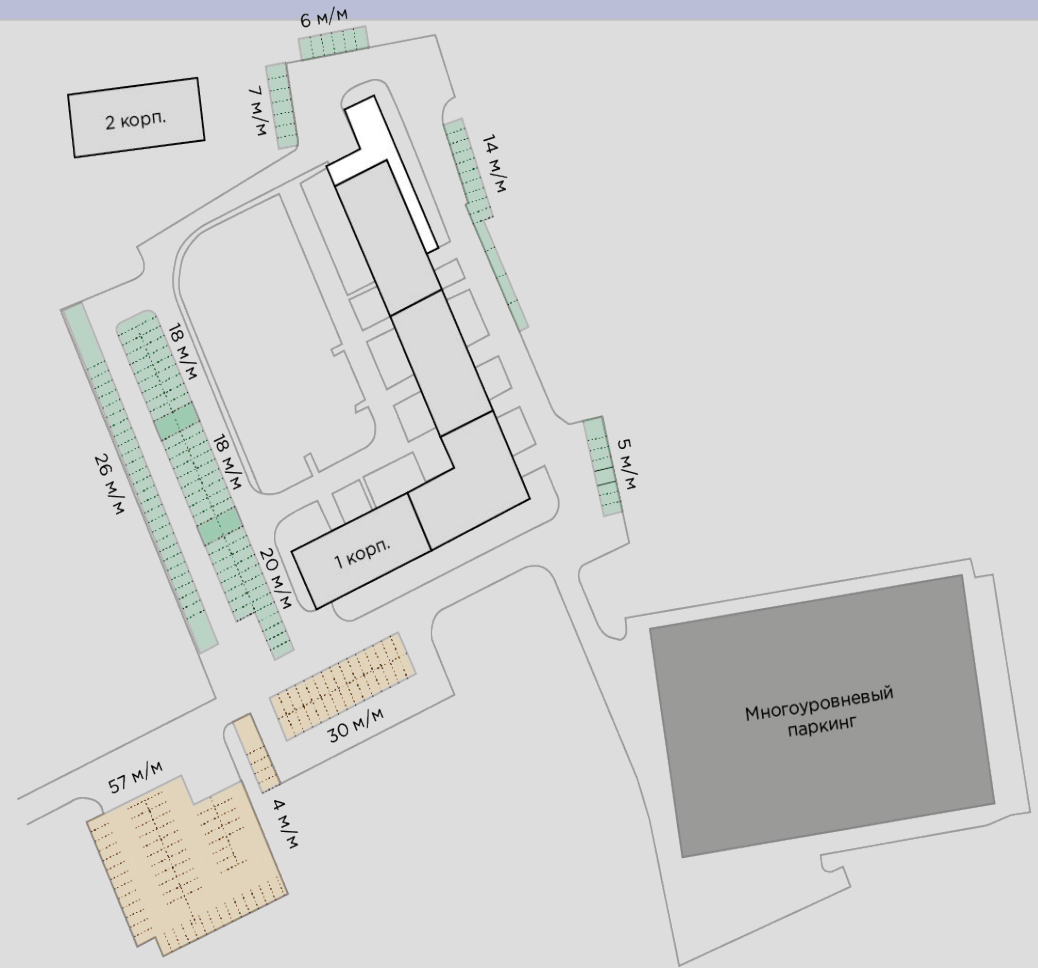 6 м/м
7 м/м
2 корп.
14 м/м
18 м/м
18 м/м
26 м/м
5 м/м
20 м/м
1 корп.
Многоуровневый
паркинг
30 м/м
57 м/м
4 м/м